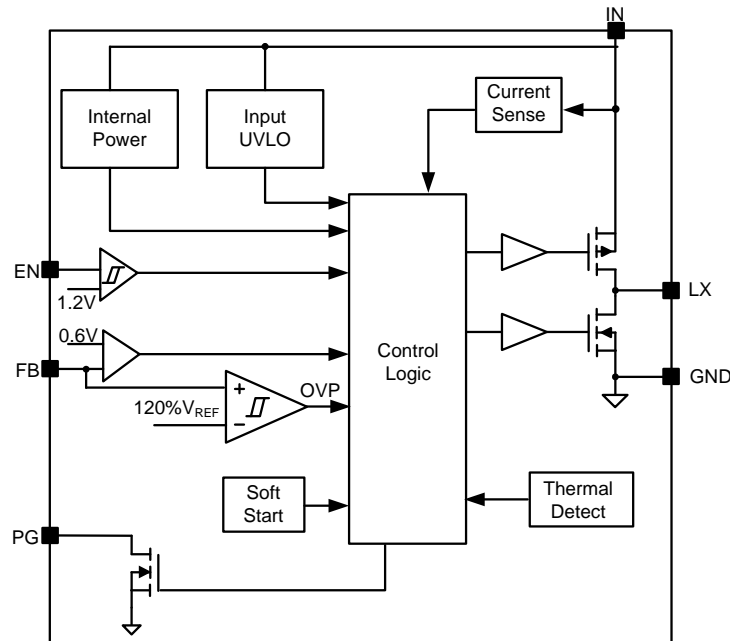 IN
Internal
Power
Input
UVLO
Current
Sense
EN
1.2V
LX
0.6V
FB
Control
Logic
GND
120%VREF
OVP
Soft
Start
Thermal
Detect
PG